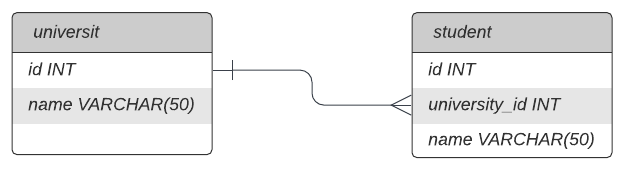 universit
id INT
name VARCHAR(50)
student
id INT
university_id INT
name VARCHAR(50)